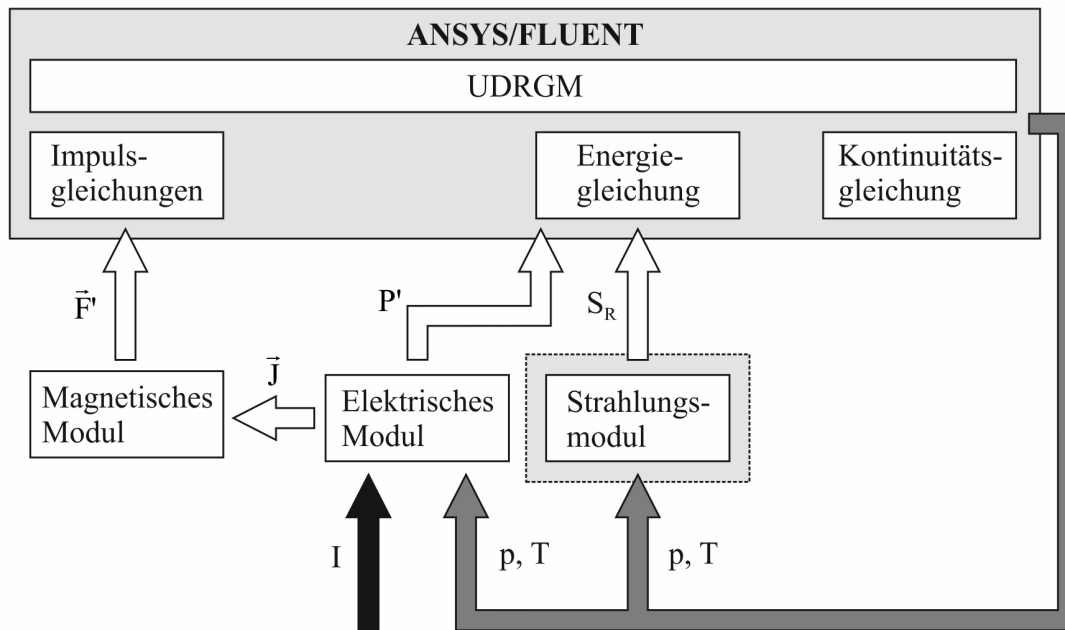 ANSYS/FLUENT
UDRGM
Impuls-
gleichungen
Energie-
gleichung
Kontinuitäts-
gleichung
F⃗'
P'
S_R
Magnetisches
Modul
J⃗
Elektrisches
Modul
Strahlungs-
modul
I
p, T
p, T